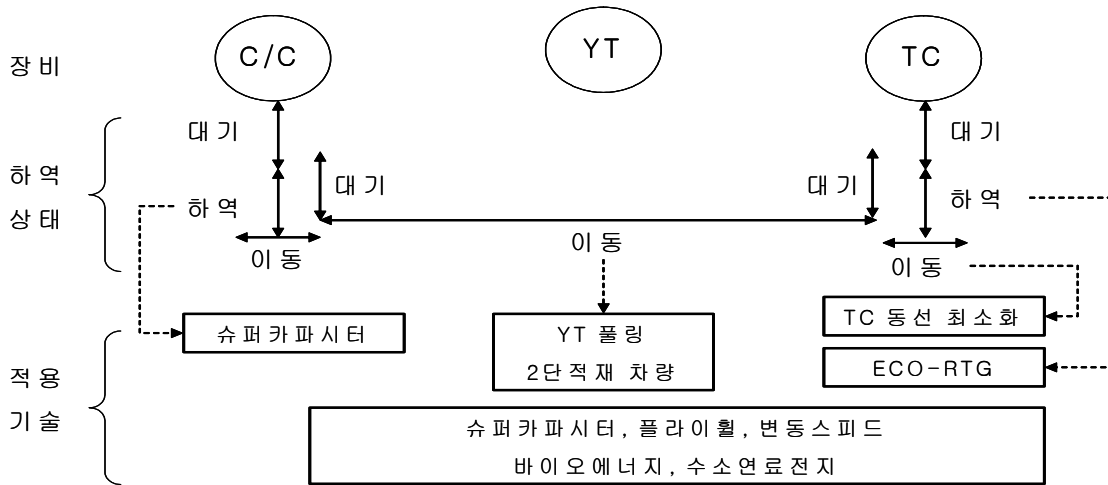 장비
C/C
YT
TC
대기
대기
대기
대기
하역
상태
하역
하역
이동
이동
이동
슈퍼카파시터
YT 풀링
2단적재 차량
TC 동선 최소화
ECO-RTG
적용
기술
슈퍼카파시터, 플라이휠, 변동스피드
바이오에너지, 수소연료전지